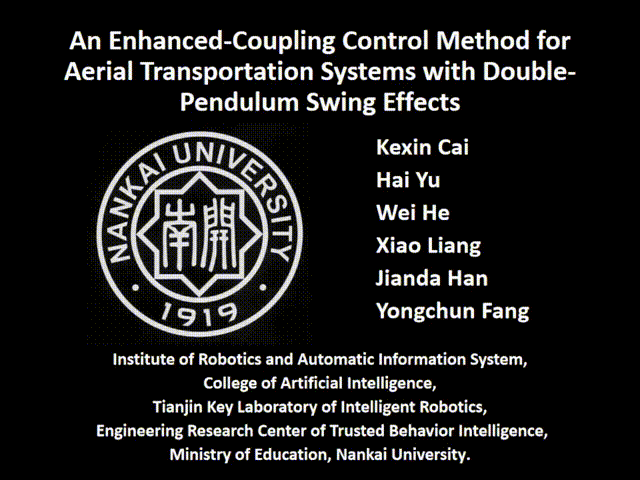 An Enhanced-Coupling Control Method for
Aerial Transportation Systems with Double-
Pendulum Swing Effects
NANKAI UNIVERSITY
南開
1919
Kexin Cai
Hai Yu
Wei He
Xiao Liang
Jianda Han
Yongchun Fang
Institute of Robotics and Automatic Information System,
College of Artificial Intelligence,
Tianjin Key Laboratory of Intelligent Robotics,
Engineering Research Center of Trusted Behavior Intelligence,
Ministry of Education, Nankai University.